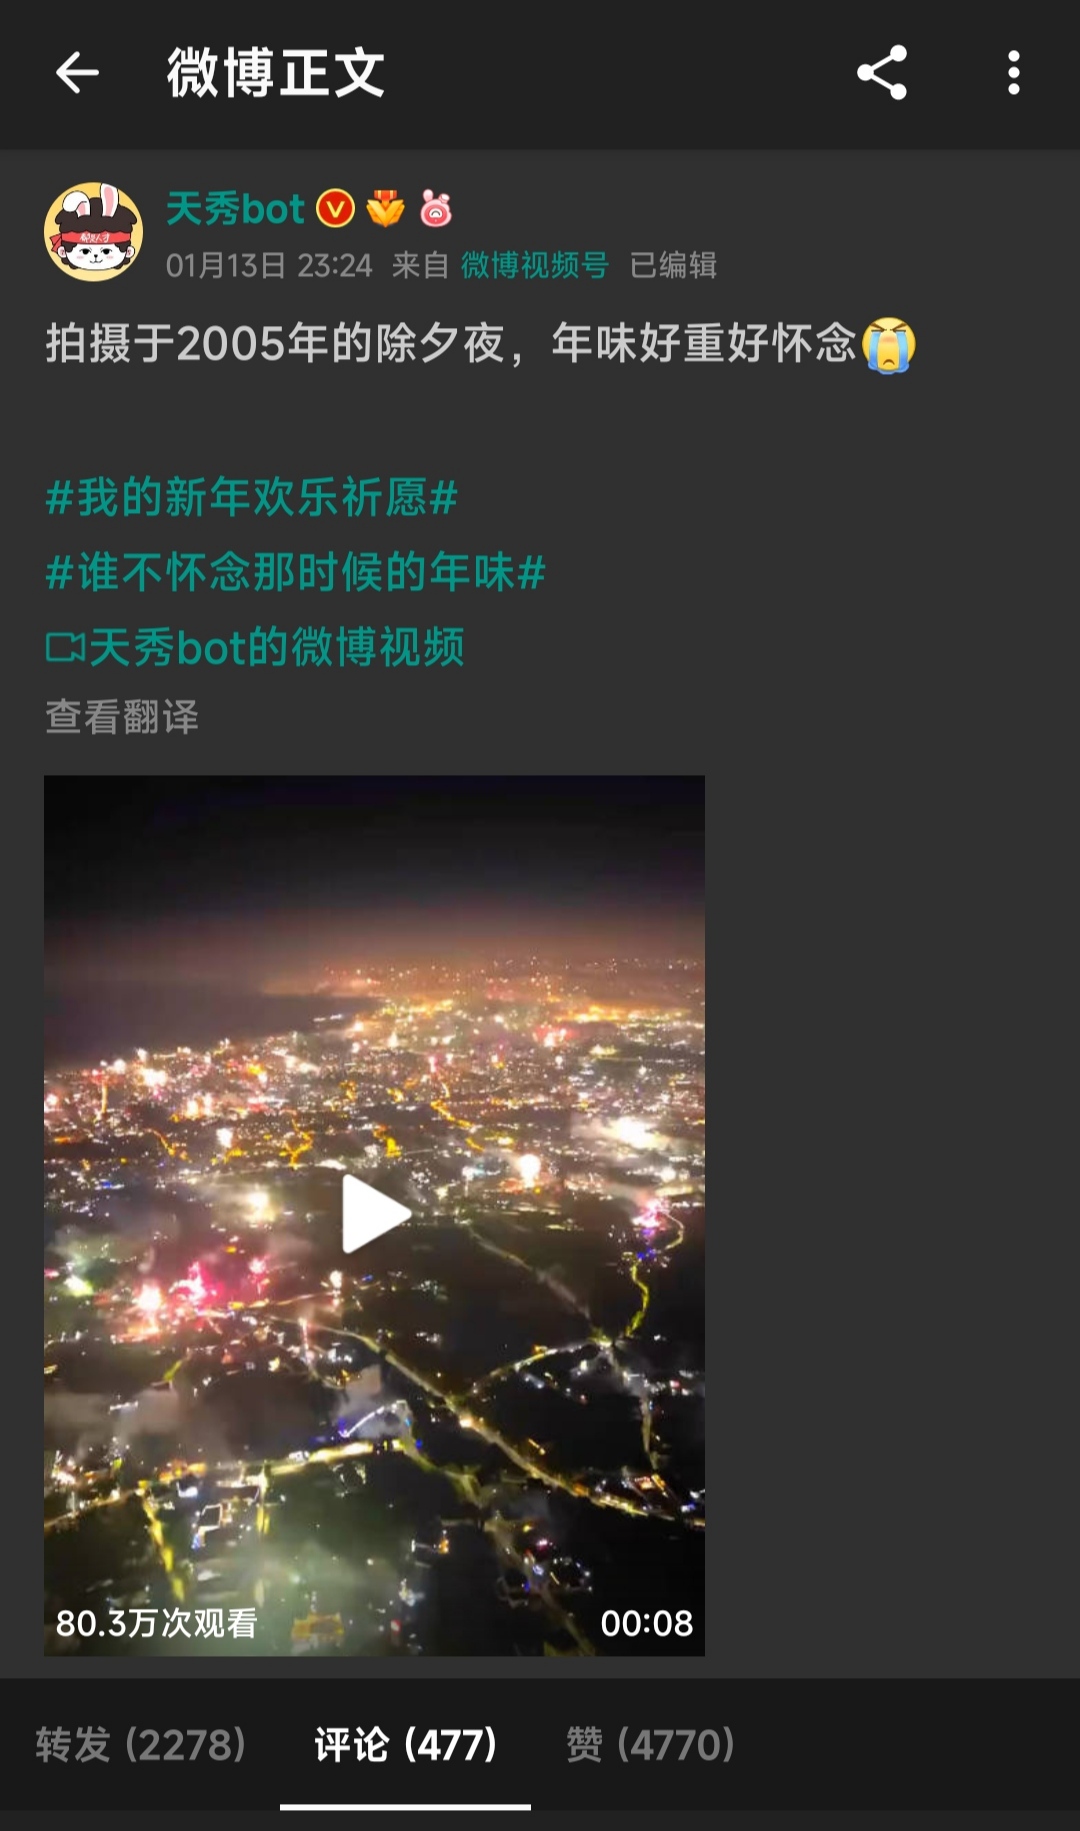 微博正文
天秀bot
01月13日 23:24 来自 微博视频号 已编辑
拍摄于2005年的除夕夜，年味好重好怀念
#我的新年欢乐祈愿#
#谁不怀念那时候的年味#
天秀bot的微博视频
查看翻译
80.3万次观看
00:08
转发 (2278)
评论 (477)
赞 (4770)